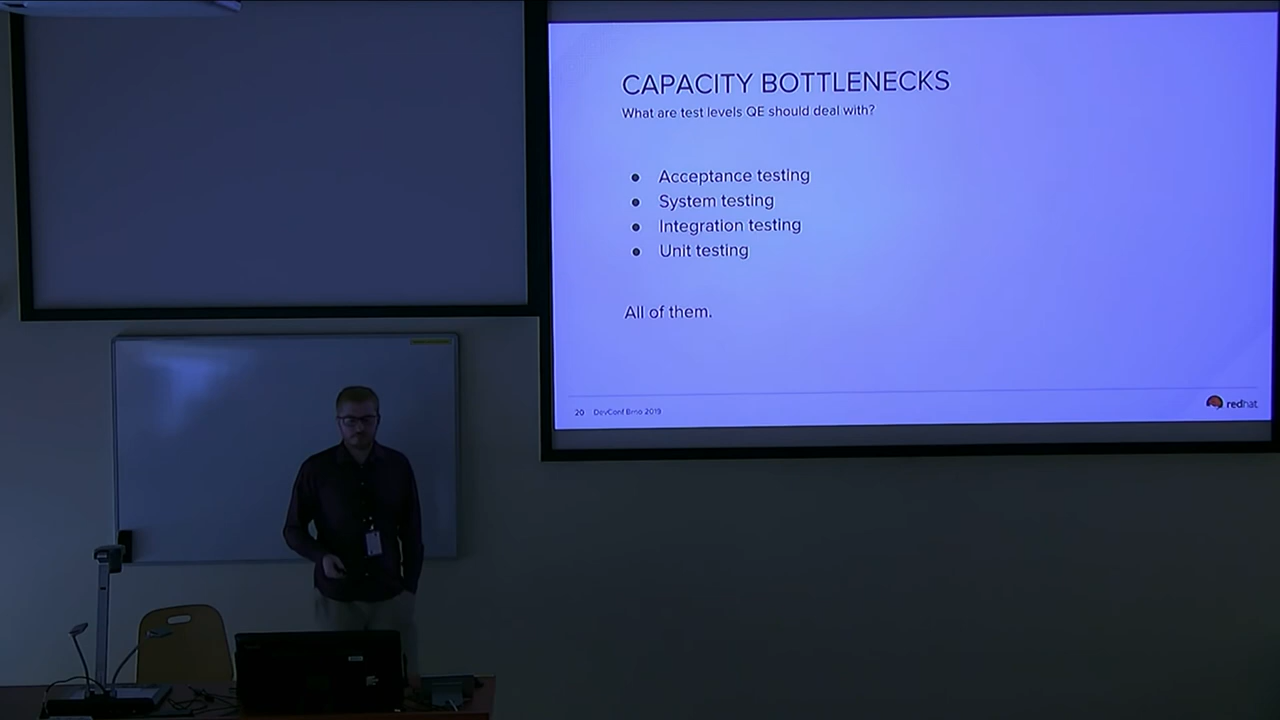 CAPACITY BOTTLENECKS
What are test levels QE should deal with?
● Acceptance testing
● System testing
● Integration testing
● Unit testing
All of them.
20 DevConf Brno 2019
redhat